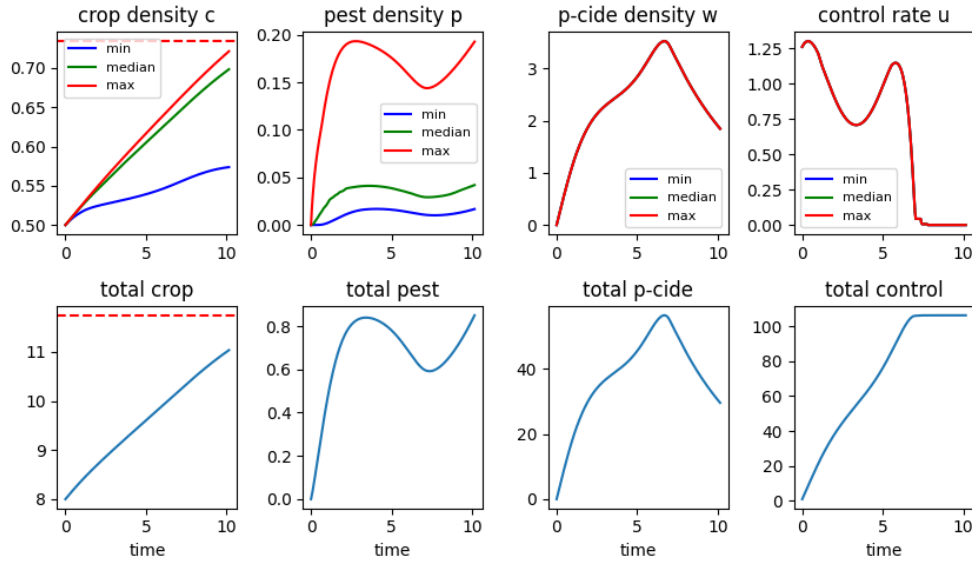 crop density c
pest density p
p-cide density w
control rate u
min
median
max
0.70
0.65
0.60
0.55
0.50
0
5
10
0.20
0.15
0.10
0.05
0.00
min
median
max
0
5
10
3
2
1
0
min
median
max
0
5
10
1.25
1.00
0.75
0.50
0.25
0.00
min
median
max
0
5
10
total crop
total pest
total p-cide
total control
11
10
9
8
0
5
10
time
0.8
0.6
0.4
0.2
0.0
0
5
10
time
40
20
0
0
5
10
time
100
80
60
40
20
0
0
5
10
time